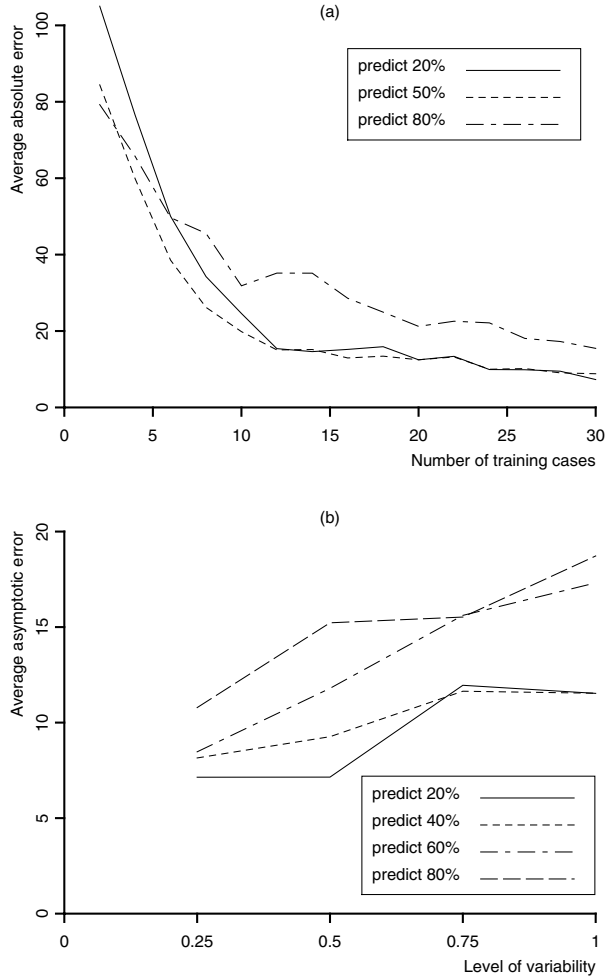 (a)
Average absolute error
100
80
60
40
20
0
predict 20%
predict 50%
predict 80%
0 5 10 15 20 25 30
Number of training cases
(b)
Average asymptotic error
20
15
10
5
0
predict 20%
predict 40%
predict 60%
predict 80%
0 0.25 0.5 0.75 1
Level of variability